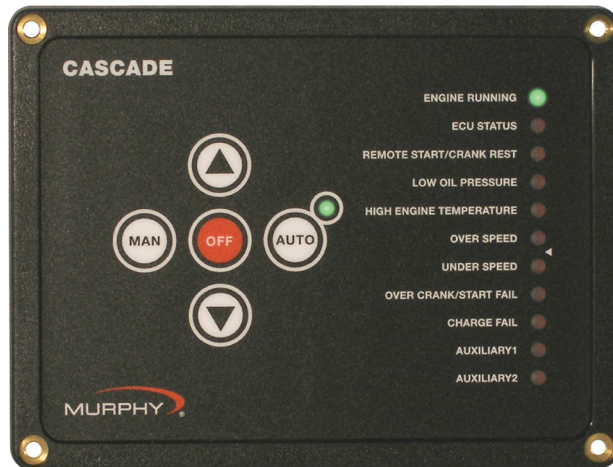 CASCADE
ENGINE RUNNING
ECU STATUS
REMOTE START/CRANK REST
LOW OIL PRESSURE
HIGH ENGINE TEMPERATURE
OVER SPEED
UNDER SPEED
OVER CRANK/START FAIL
CHARGE FAIL
AUXILIARY1
AUXILIARY2
MAN
OFF
AUTO
MURPHY
®